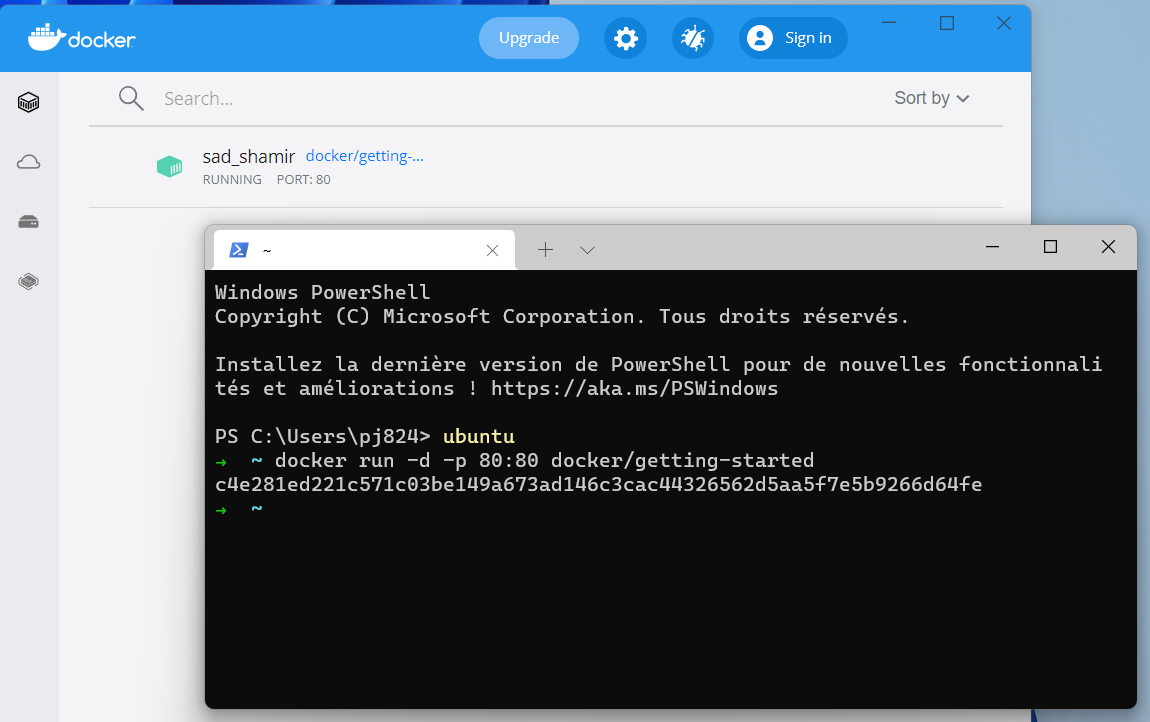 docker
Upgrade
Sign in
Search...
Sort by
sad_shamir docker/getting-...
RUNNING PORT: 80
~
Windows PowerShell
Copyright (C) Microsoft Corporation. Tous droits réservés.
Installez la dernière version de PowerShell pour de nouvelles fonctionnali
tés et améliorations ! https://aka.ms/PSWindows
PS C:\Users\pj824> ubuntu
→ ~ docker run -d -p 80:80 docker/getting-started
c4e281ed221c571c03be149a673ad146c3cac44326562d5aa5f7e5b9266d64fe
→ ~